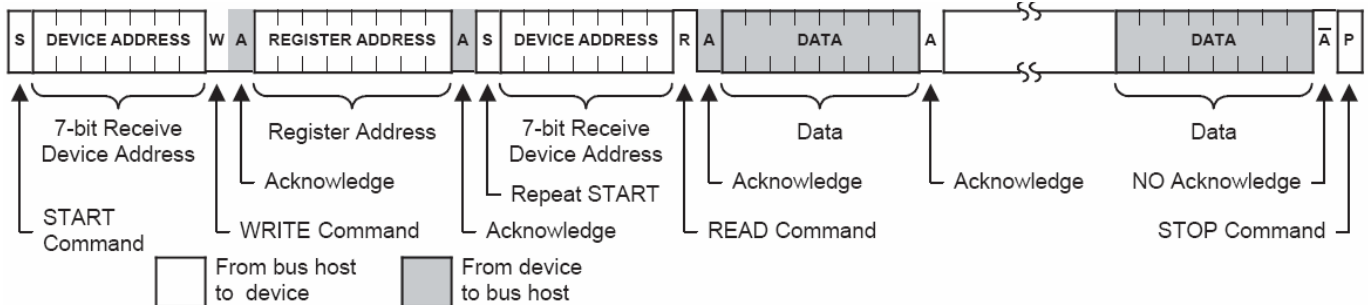 S DEVICE ADDRESS W A REGISTER ADDRESS A S DEVICE ADDRESS R A DATA A DATA A̅ P
7-bit Receive Device Address
Register Address
7-bit Receive Device Address
Data
Data
Acknowledge
Repeat START
Acknowledge
Acknowledge
NO Acknowledge
START Command
WRITE Command
Acknowledge
READ Command
STOP Command
From bus host to device
From device to bus host